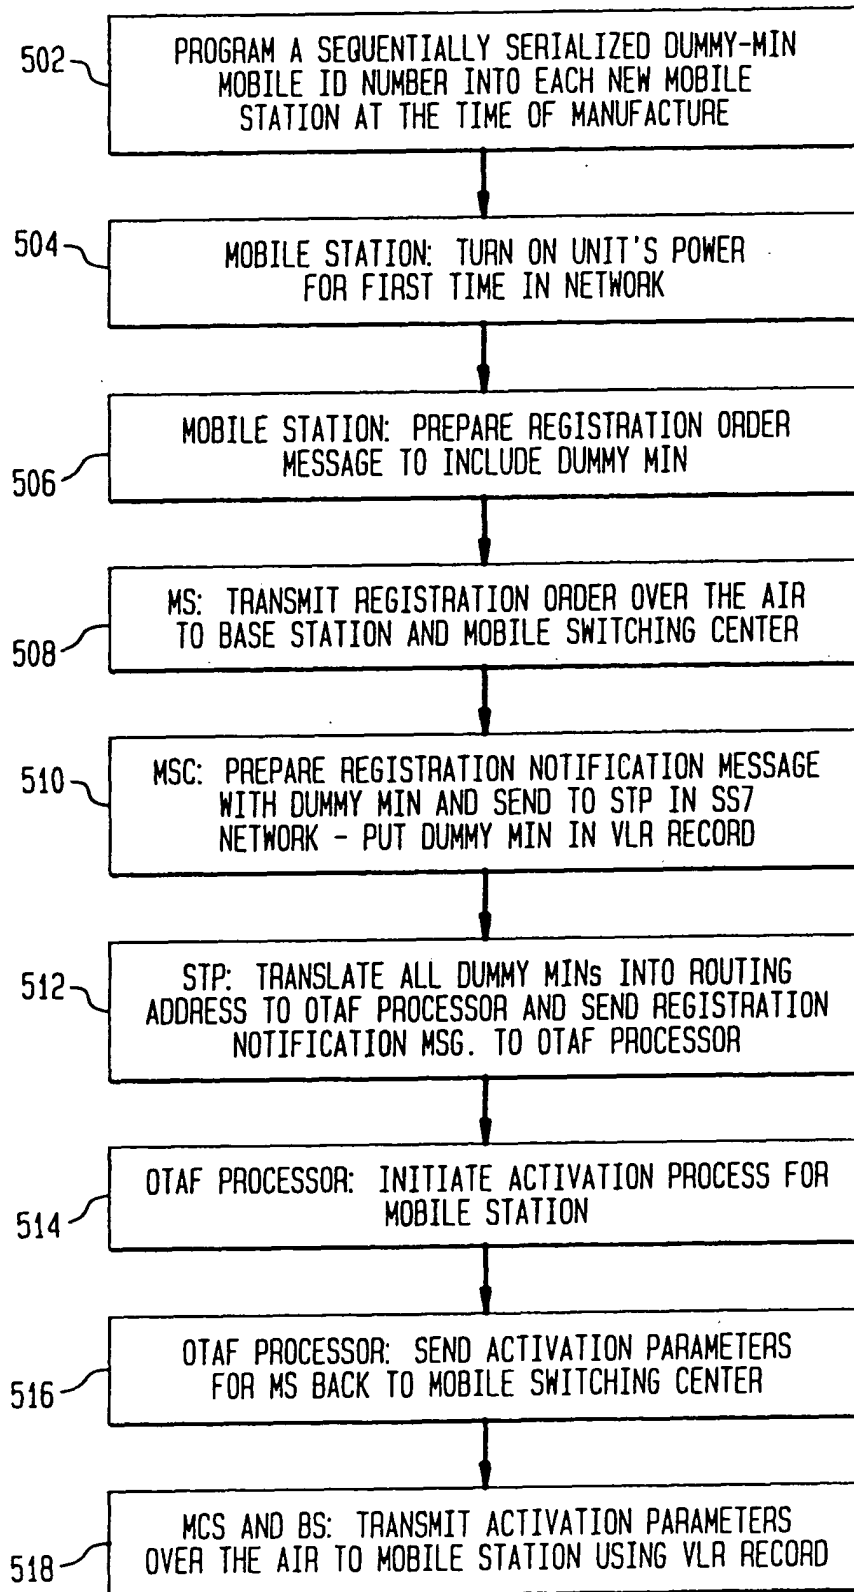 502
PROGRAM A SEQUENTIALLY SERIALIZED DUMMY-MIN
MOBILE ID NUMBER INTO EACH NEW MOBILE
STATION AT THE TIME OF MANUFACTURE
504
MOBILE STATION: TURN ON UNIT'S POWER
FOR FIRST TIME IN NETWORK
506
MOBILE STATION: PREPARE REGISTRATION ORDER
MESSAGE TO INCLUDE DUMMY MIN
508
MS: TRANSMIT REGISTRATION ORDER OVER THE AIR
TO BASE STATION AND MOBILE SWITCHING CENTER
510
MSC: PREPARE REGISTRATION NOTIFICATION MESSAGE
WITH DUMMY MIN AND SEND TO STP IN SS7
NETWORK - PUT DUMMY MIN IN VLR RECORD
512
STP: TRANSLATE ALL DUMMY MINs INTO ROUTING
ADDRESS TO OTAF PROCESSOR AND SEND REGISTRATION
NOTIFICATION MSG. TO OTAF PROCESSOR
514
OTAF PROCESSOR: INITIATE ACTIVATION PROCESS FOR
MOBILE STATION
516
OTAF PROCESSOR: SEND ACTIVATION PARAMETERS
FOR MS BACK TO MOBILE SWITCHING CENTER
518
MCS AND BS: TRANSMIT ACTIVATION PARAMETERS
OVER THE AIR TO MOBILE STATION USING VLR RECORD